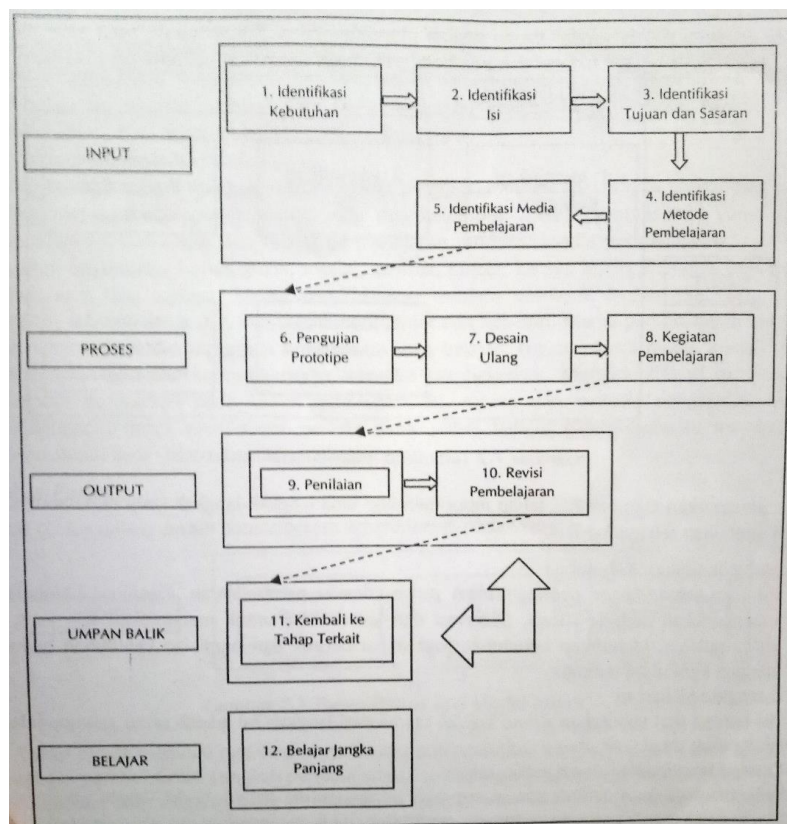 INPUT
1. Identifikasi
Kebutuhan
2. Identifikasi
Isi
3. Identifikasi
Tujuan dan Sasaran
4. Identifikasi
Metode
Pembelajaran
5. Identifikasi Media
Pembelajaran
PROSES
6. Pengujian
Prototipe
7. Desain
Ulang
8. Kegiatan
Pembelajaran
OUTPUT
9. Penilaian
10. Revisi
Pembelajaran
UMPAN BALIK
11. Kembali ke
Tahap Terkait
BELAJAR
12. Belajar Jangka
Panjang